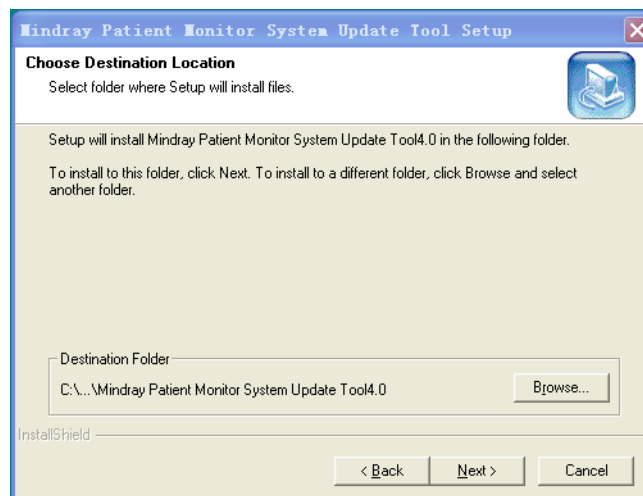 Mindray Patient Monitor System Update Tool Setup
Choose Destination Location
Select folder where Setup will install files.
Setup will install Mindray Patient Monitor System Update Tool4.0 in the following folder.
To install to this folder, click Next. To install to a different folder, click Browse and select
another folder.
Destination Folder
C:\...\Mindray Patient Monitor System Update Tool4.0
Browse...
InstallShield
< Back
Next >
Cancel